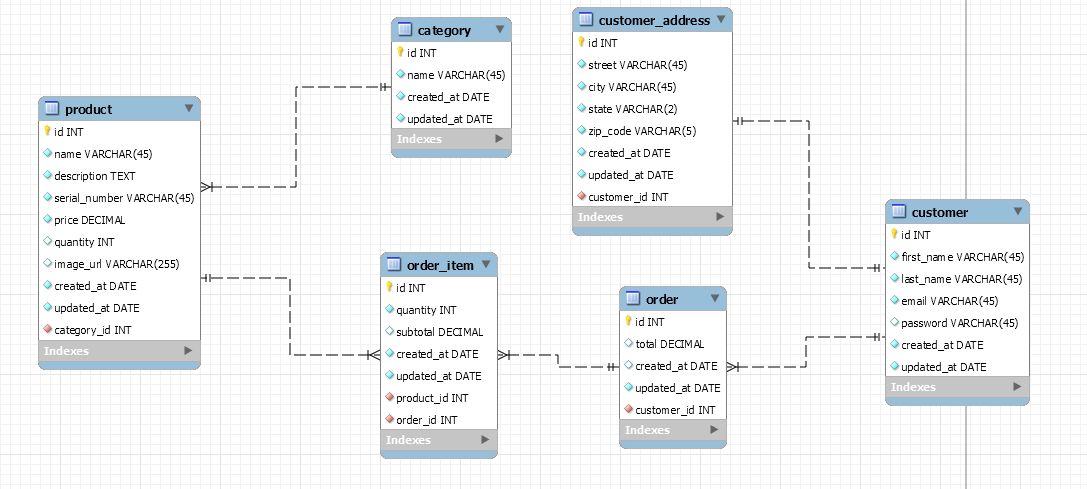 category
id INT
name VARCHAR(45)
created_at DATE
updated_at DATE
Indexes
customer_address
id INT
street VARCHAR(45)
city VARCHAR(45)
state VARCHAR(2)
zip_code VARCHAR(5)
created_at DATE
updated_at DATE
customer_id INT
Indexes
product
id INT
name VARCHAR(45)
description TEXT
serial_number VARCHAR(45)
price DECIMAL
quantity INT
image_url VARCHAR(255)
created_at DATE
updated_at DATE
category_id INT
Indexes
order_item
id INT
quantity INT
subtotal DECIMAL
created_at DATE
updated_at DATE
product_id INT
order_id INT
Indexes
order
id INT
total DECIMAL
created_at DATE
updated_at DATE
customer_id INT
Indexes
customer
id INT
first_name VARCHAR(45)
last_name VARCHAR(45)
email VARCHAR(45)
password VARCHAR(45)
created_at DATE
updated_at DATE
Indexes